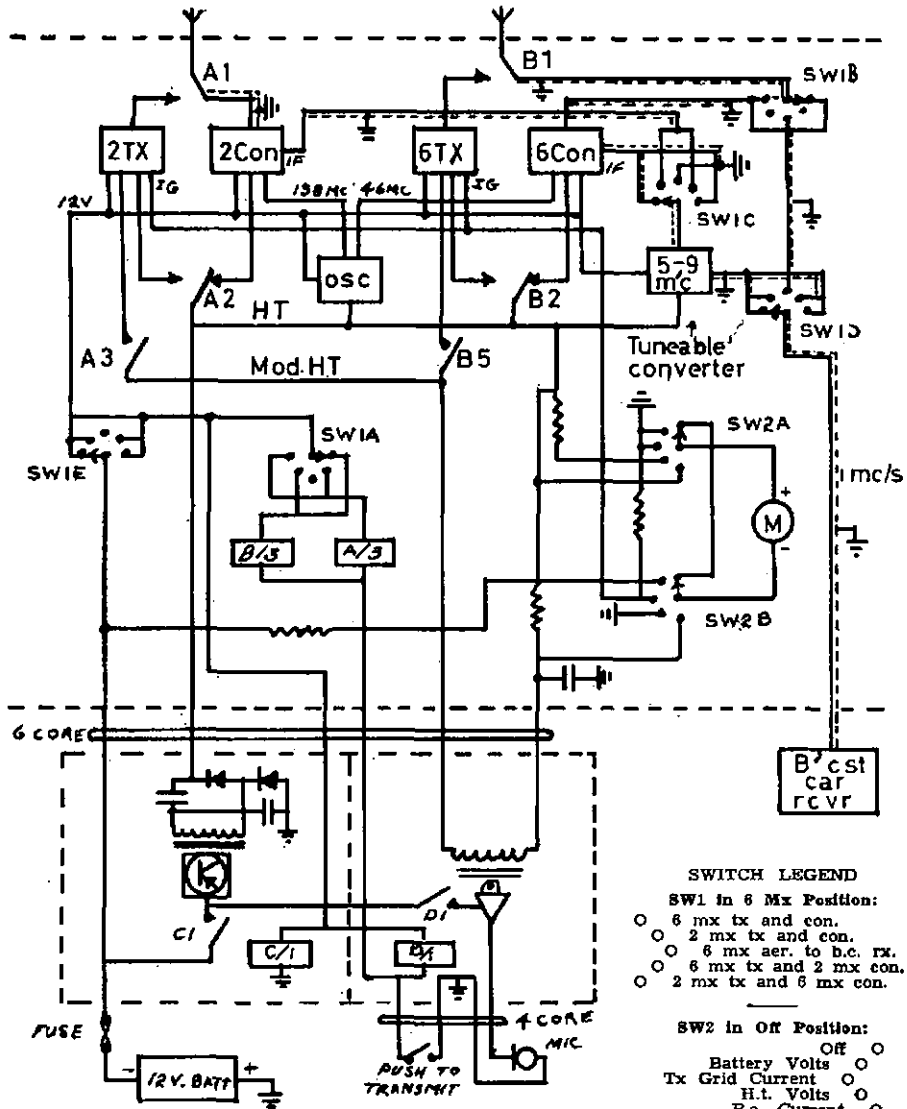 A1
B1
SW1B
2TX
2Con
IF
6TX
6Con
IF
IG
IG
12V
138MC
46MC
SW1C
OSC
5-9
m/c
A2
B2
HT
SW1D
Tuneable
converter
A3
Mod.HT
B5
SW1A
SW2A
SW1E
1mc/s
+
M
-
B/3
A/3
SW2B
6 CORE
B'cst
car
rcvr
SWITCH LEGEND
SW1 in 6 Mx Position:
6 mx tx and con.
2 mx tx and con.
6 mx aer. to b.c. rx.
6 mx tx and 2 mx con.
2 mx tx and 6 mx con.
D1
C1
C/1
D/1
4 CORE
FUSE
MIC
PUSH TO
TRANSMIT
- 12V. BATT +
SW2 in Off Position:
Off
Battery Volts
Tx Grid Current
H.t. Volts
P.a. Current